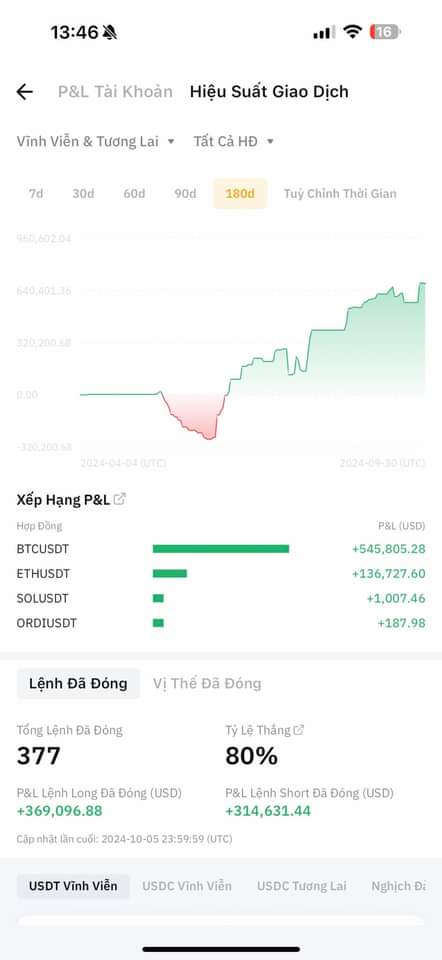 13:46
16
P&L Tài Khoản Hiệu Suất Giao Dịch
Vĩnh Viễn & Tương Lai Tất Cả HĐ
7d 30d 60d 90d 180d Tuỳ Chỉnh Thời Gian
960,602.04
640,401.36
320,200.68
0.00
-320,200.68
2024-04-04 (UTC) 2024-09-30 (UTC)
Xếp Hạng P&L
Hợp Đồng P&L (USD)
BTCUSDT +545,805.28
ETHUSDT +136,727.60
SOLUSDT +1,007.46
ORDIUSDT +187.98
Lệnh Đã Đóng Vị Thế Đã Đóng
Tổng Lệnh Đã Đóng Tỷ Lệ Thắng
377 80%
P&L Lệnh Long Đã Đóng (USD) P&L Lệnh Short Đã Đóng (USD)
+369,096.88 +314,631.44
Cập nhật lần cuối: 2024-10-05 23:59:59 (UTC)
USDT Vĩnh Viễn USDC Vĩnh Viễn USDC Tương Lai Nghịch